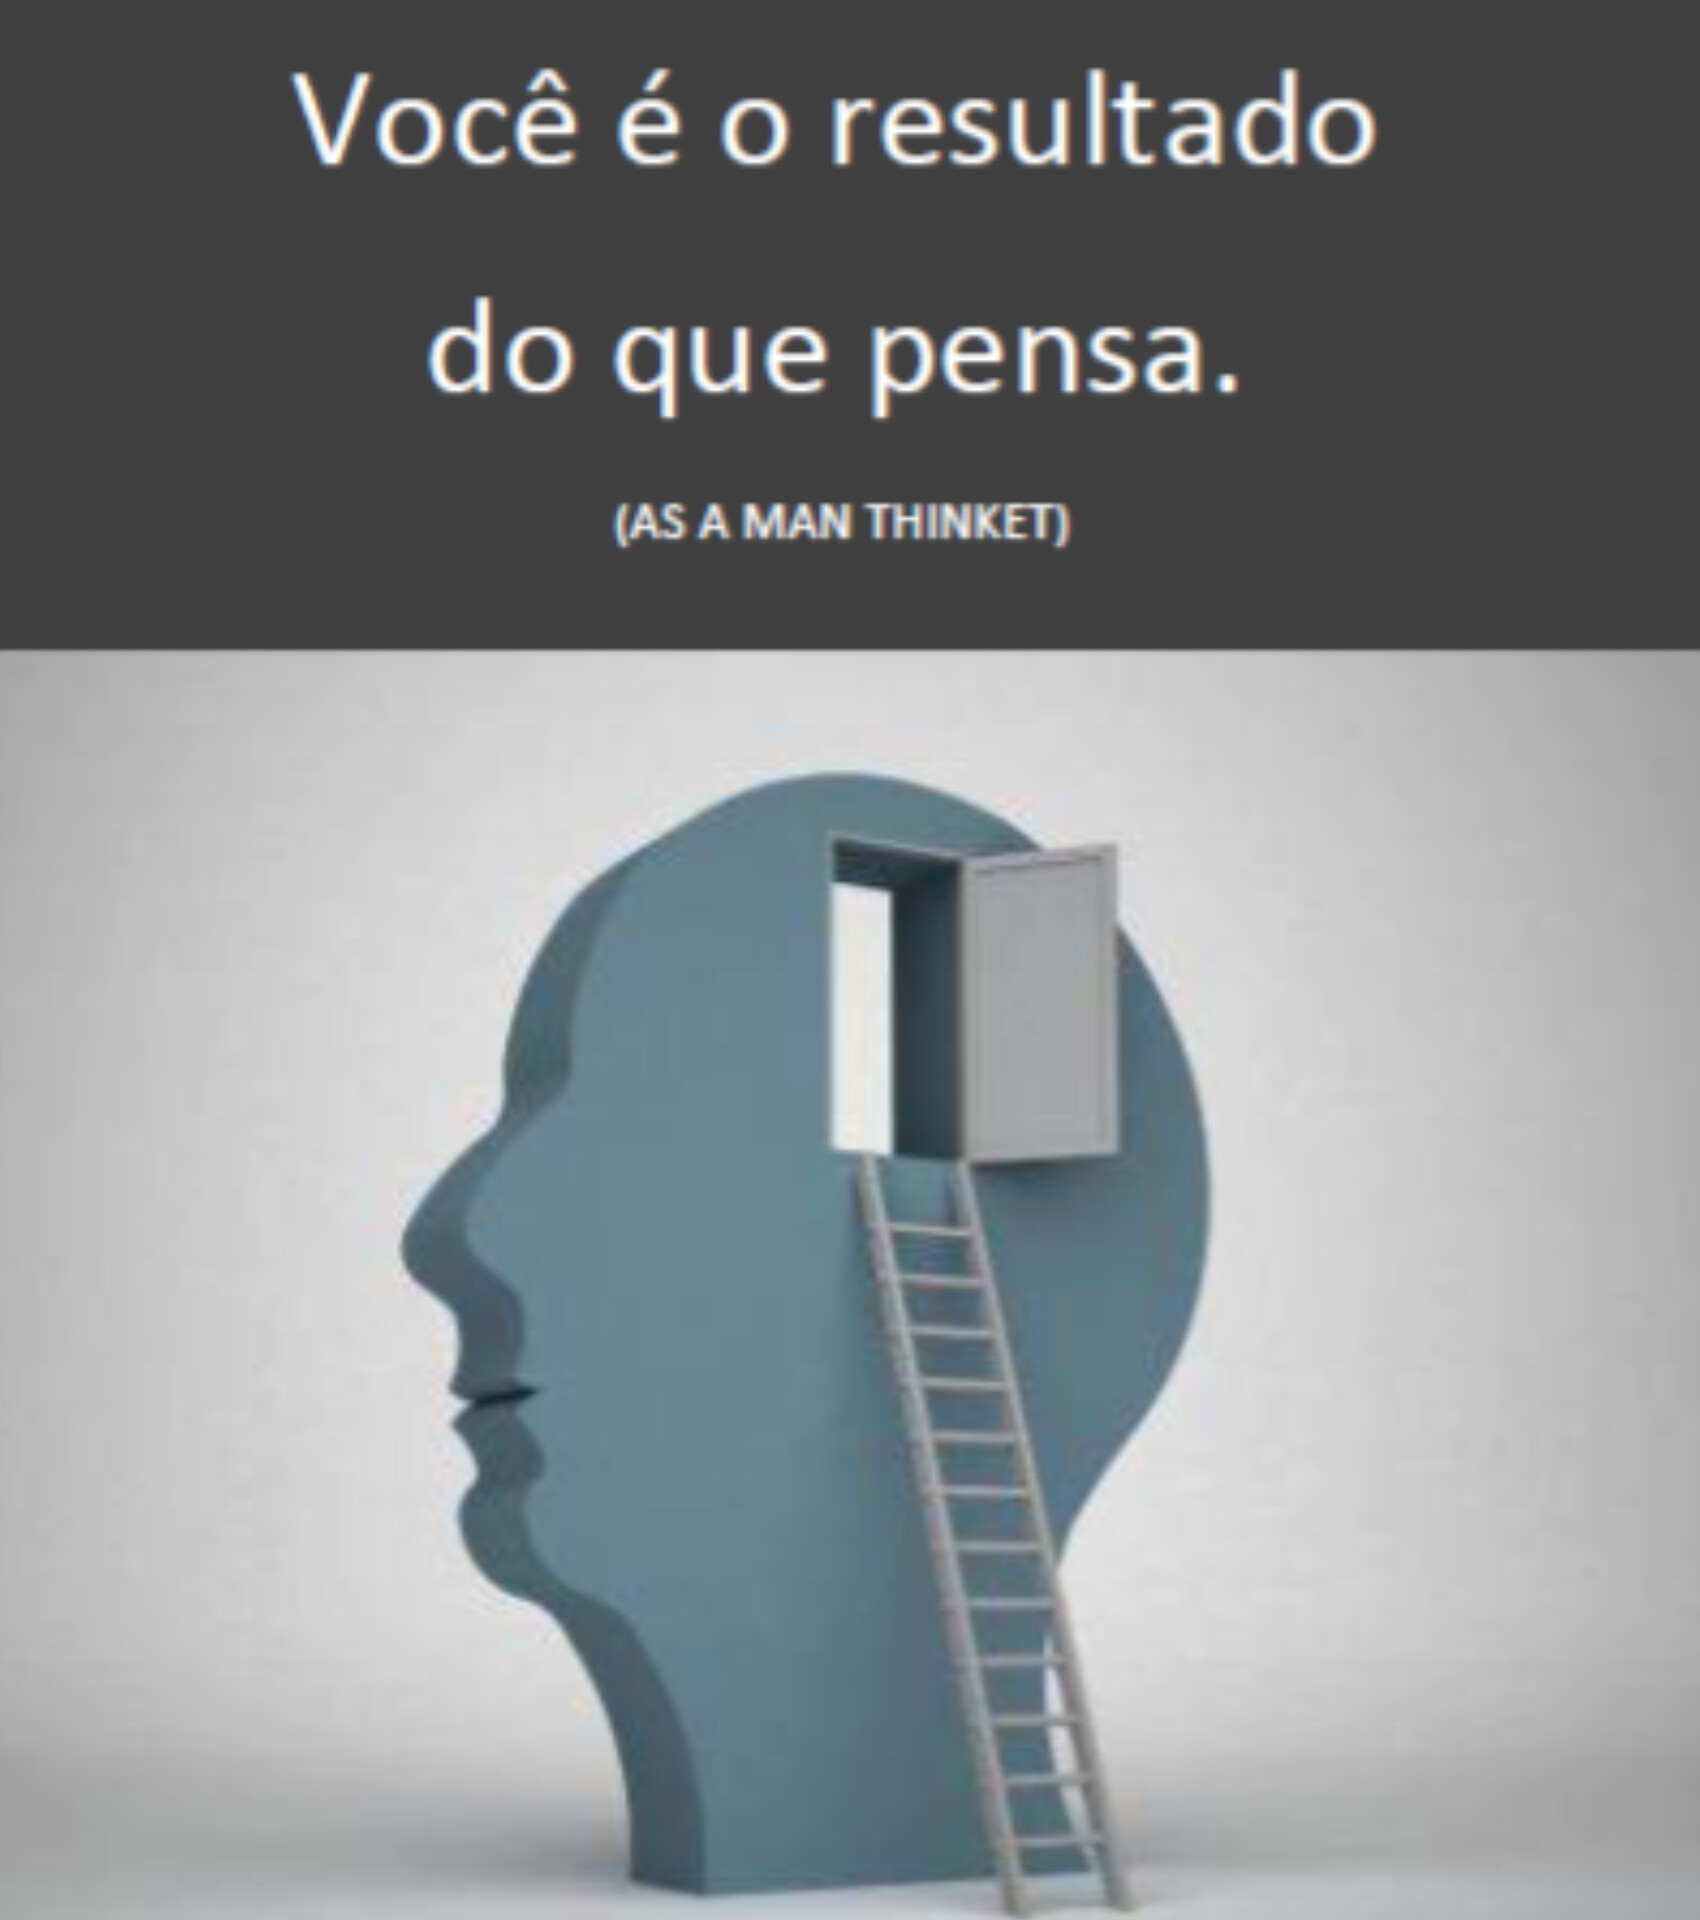 Você é o resultado
do que pensa.
(AS A MAN THINKET)